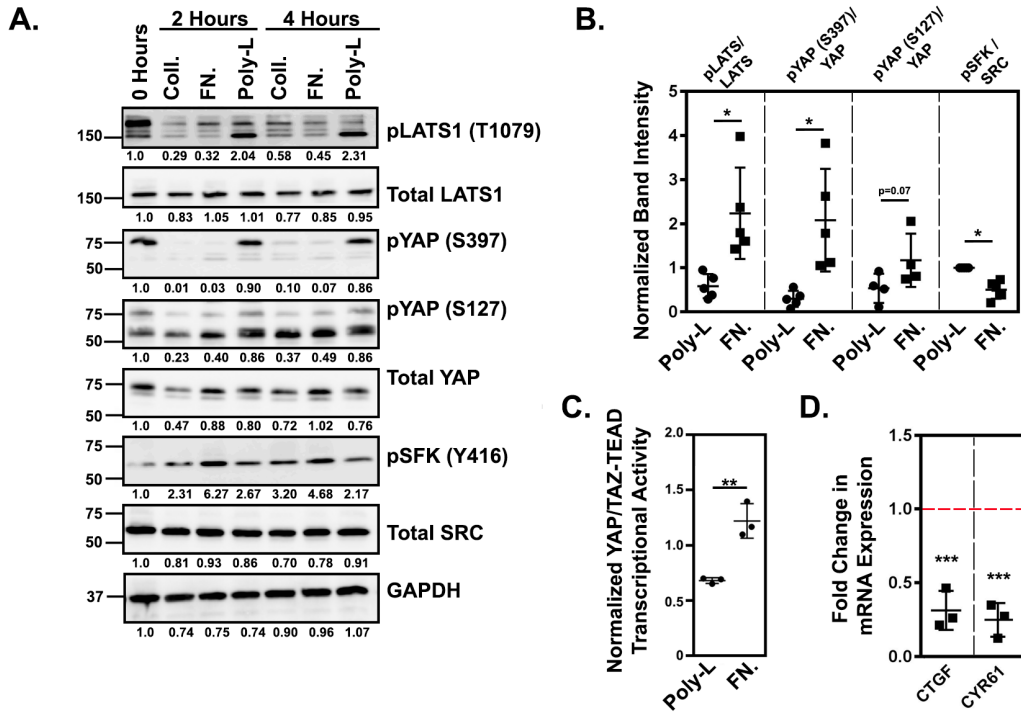 A.
2 Hours 4 Hours
0 Hours Coll. FN. Poly-L Coll. FN. Poly-L
150 pLATS1 (T1079)
1.0 0.29 0.32 2.04 0.58 0.45 2.31
150 Total LATS1
1.0 0.83 1.05 1.01 0.77 0.85 0.95
75 pYAP (S397)
50
1.0 0.01 0.03 0.90 0.10 0.07 0.86
75 pYAP (S127)
50
1.0 0.23 0.40 0.86 0.37 0.49 0.86
75 Total YAP
50
1.0 0.47 0.88 0.80 0.72 1.02 0.76
75 pSFK (Y416)
50
1.0 2.31 6.27 2.67 3.20 4.68 2.17
75 Total SRC
50
1.0 0.81 0.93 0.86 0.70 0.78 0.91
37 GAPDH
1.0 0.74 0.75 0.74 0.90 0.96 1.07
B.
pLATS/
LATS
pYAP (S397)/
YAP
pYAP (S127)/
YAP
pSFK /
SRC
Normalized Band Intensity
5
4
3
2
1
0
* * p=0.07 *
Poly-L FN. Poly-L FN. Poly-L FN. Poly-L FN.
C.
Normalized YAP/TAZ-TEAD
Transcriptional Activity
2.0
1.5
1.0
0.5
0
**
Poly-L FN.
D.
Fold Change in
mRNA Expression
1.5
1.0
0.5
0.0
*** ***
CTGF CYR61